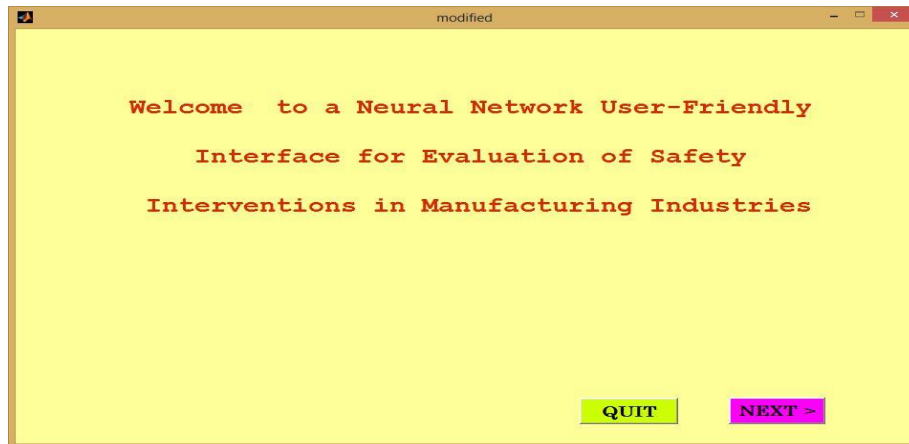 modified
Welcome  to a Neural Network User-Friendly
Interface for Evaluation of Safety
Interventions in Manufacturing Industries
QUIT
NEXT >